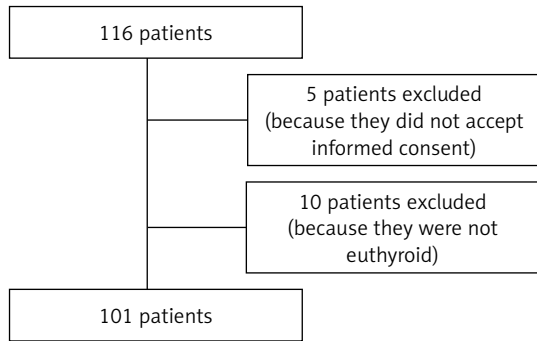 116 patients
5 patients excluded
(because they did not accept
informed consent)
10 patients excluded
(because they were not
euthyroid)
101 patients